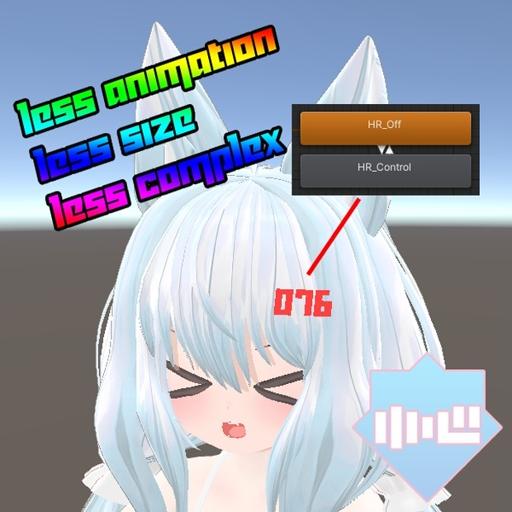 less animation
less size
less complex
HR_Off
HR_Control
076